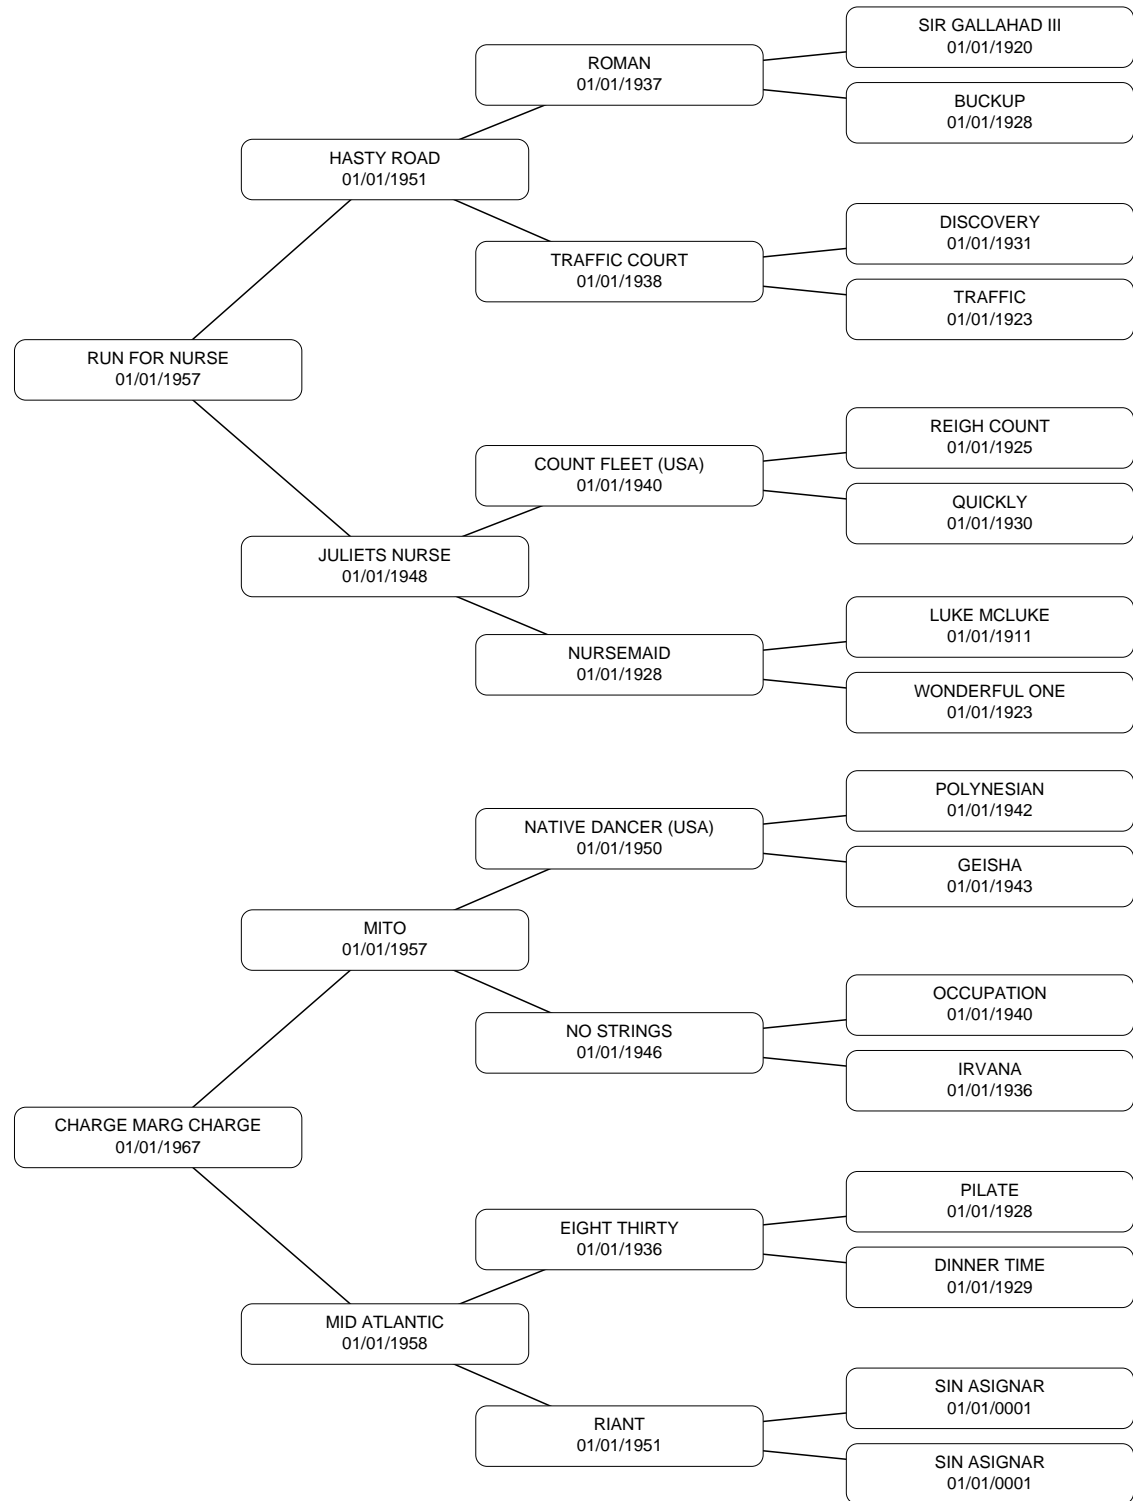 SIR GALLAHAD III
01/01/1920
ROMAN
01/01/1937
BUCKUP
01/01/1928
HASTY ROAD
01/01/1951
DISCOVERY
01/01/1931
TRAFFIC COURT
01/01/1938
TRAFFIC
01/01/1923
RUN FOR NURSE
01/01/1957
REIGH COUNT
01/01/1925
COUNT FLEET (USA)
01/01/1940
QUICKLY
01/01/1930
JULIETS NURSE
01/01/1948
LUKE MCLUKE
01/01/1911
NURSEMAID
01/01/1928
WONDERFUL ONE
01/01/1923
POLYNESIAN
01/01/1942
NATIVE DANCER (USA)
01/01/1950
GEISHA
01/01/1943
MITO
01/01/1957
OCCUPATION
01/01/1940
NO STRINGS
01/01/1946
IRVANA
01/01/1936
CHARGE MARG CHARGE
01/01/1967
PILATE
01/01/1928
EIGHT THIRTY
01/01/1936
DINNER TIME
01/01/1929
MID ATLANTIC
01/01/1958
SIN ASIGNAR
01/01/0001
RIANT
01/01/1951
SIN ASIGNAR
01/01/0001